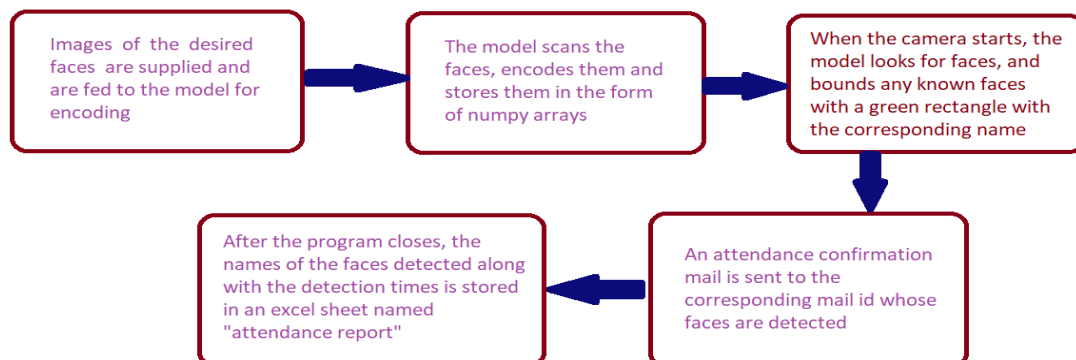 Images of the desired
faces are supplied and
are fed to the model for
encoding
The model scans the
faces, encodes them and
stores them in the form
of numpy arrays
When the camera starts, the
model looks for faces, and
bounds any known faces
with a green rectangle with
the corresponding name
An attendance confirmation
mail is sent to the
corresponding mail id whose
faces are detected
After the program closes, the
names of the faces detected along
with the detection times is stored
in an excel sheet named
"attendance report"